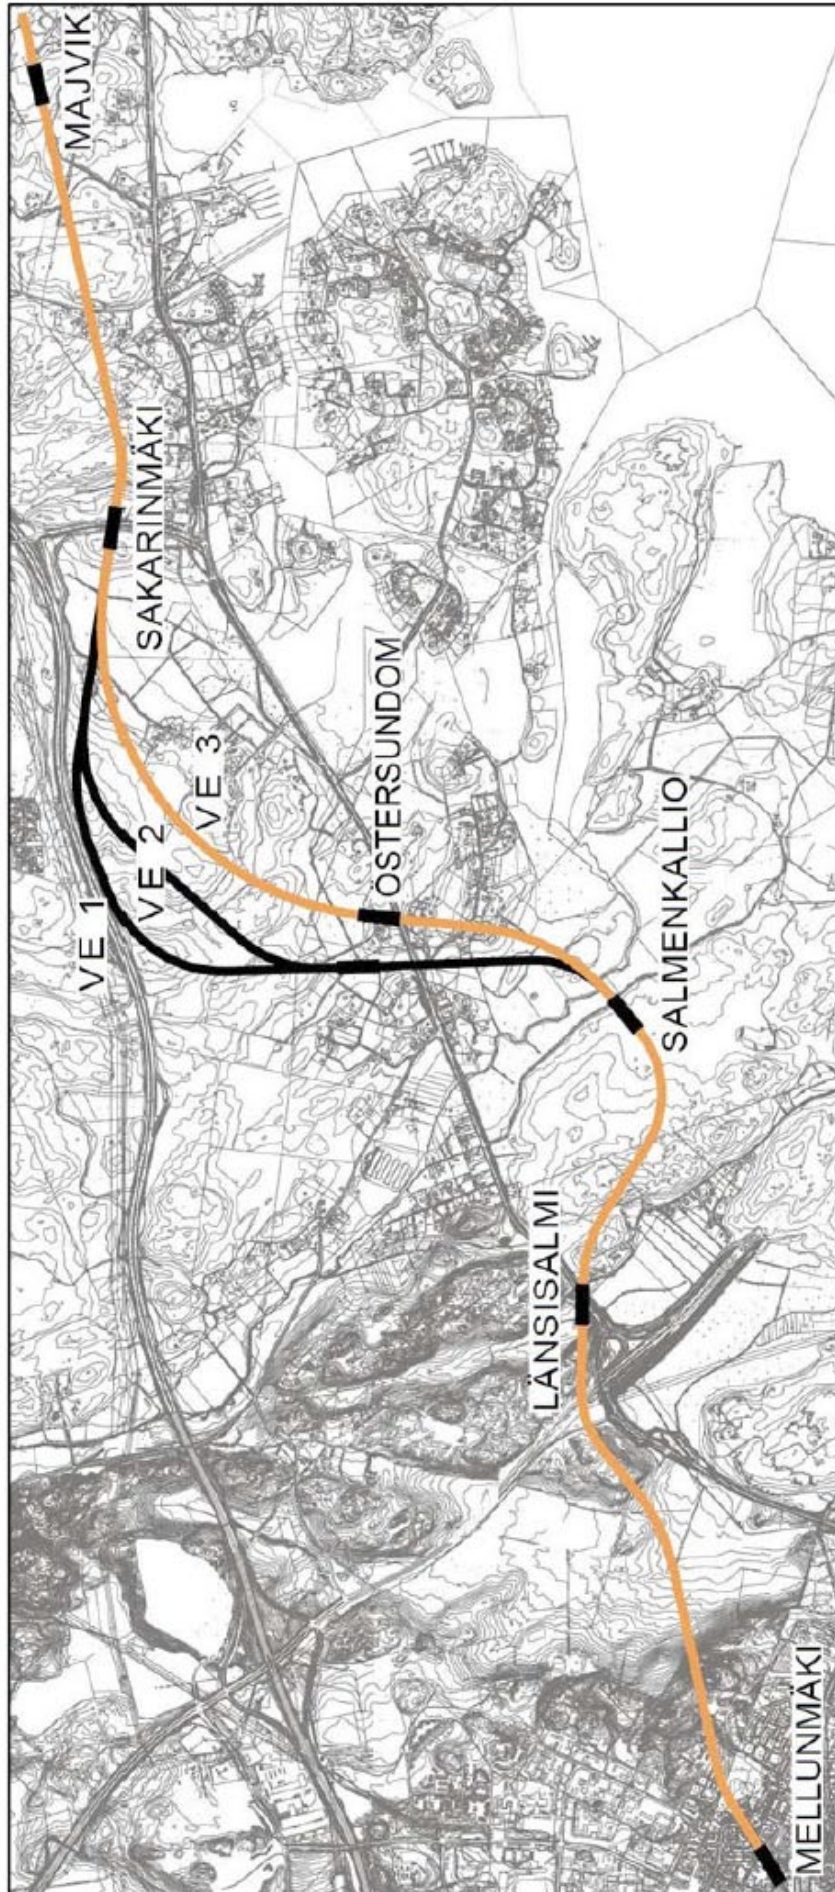 MAJVIK
SAKARINMÄKI
VE 3
VE 2
VE 1
ÖSTERSUNDOM
SALMENKALLIO
LÄNSISALMI
MELLUNMÄKI